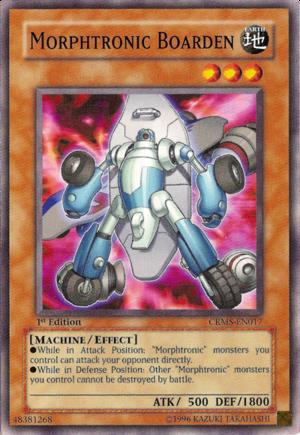 MORPHTRONIC BOARDEN
EARTH
地
1st Edition
CRMS-EN017
[MACHINE/EFFECT]
●While in Attack Position: "Morphtronic" monsters you
control can attack your opponent directly.
●While in Defense Position: Other "Morphtronic" monsters
you control cannot be destroyed by battle.
ATK/ 500 DEF/1800
48381268
©1996 KAZUKI TAKAHASHI